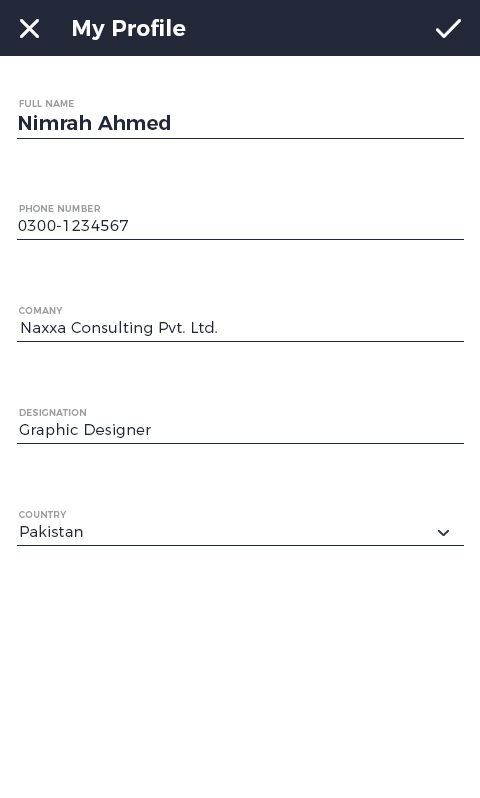 My Profile
FULL NAME
Nimrah Ahmed
PHONE NUMBER
0300-1234567
COMANY
Naxxa Consulting Pvt. Ltd.
DESIGNATION
Graphic Designer
COUNTRY
Pakistan